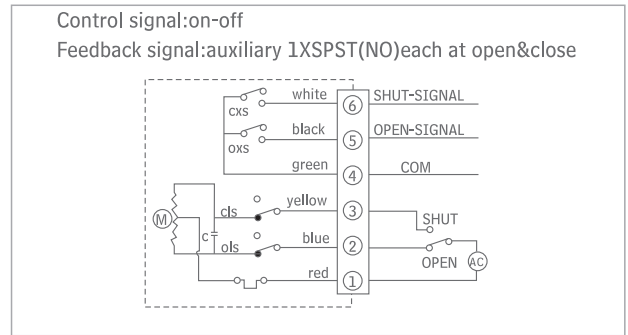 Control signal:on-off
Feedback signal:auxiliary 1XSPST(NO)each at open&close
cxs white 6 SHUT-SIGNAL
oxs black 5 OPEN-SIGNAL
green 4 COM
cls yellow 3 SHUT
M c ols blue 2 OPEN AC
red 1